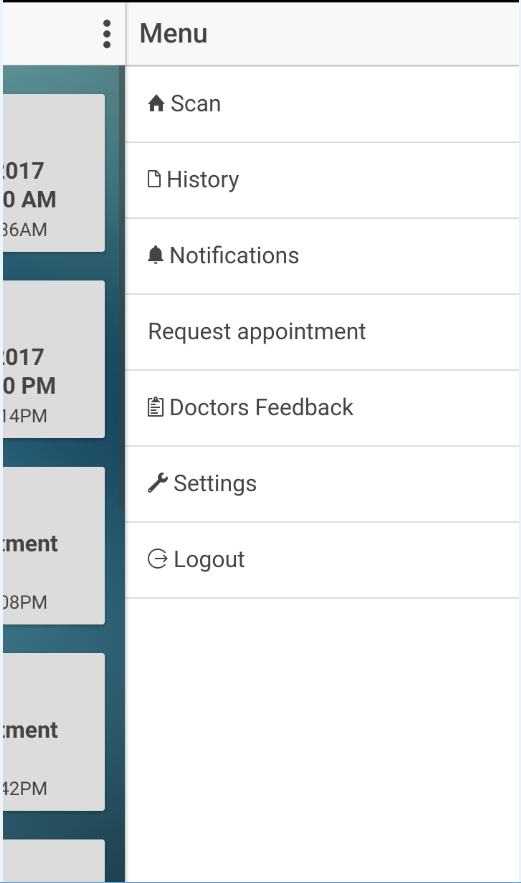 Menu
Scan
History
Notifications
Request appointment
Doctors Feedback
Settings
Logout
2017
0 AM
36AM
2017
0 PM
14PM
tment
08PM
tment
42PM